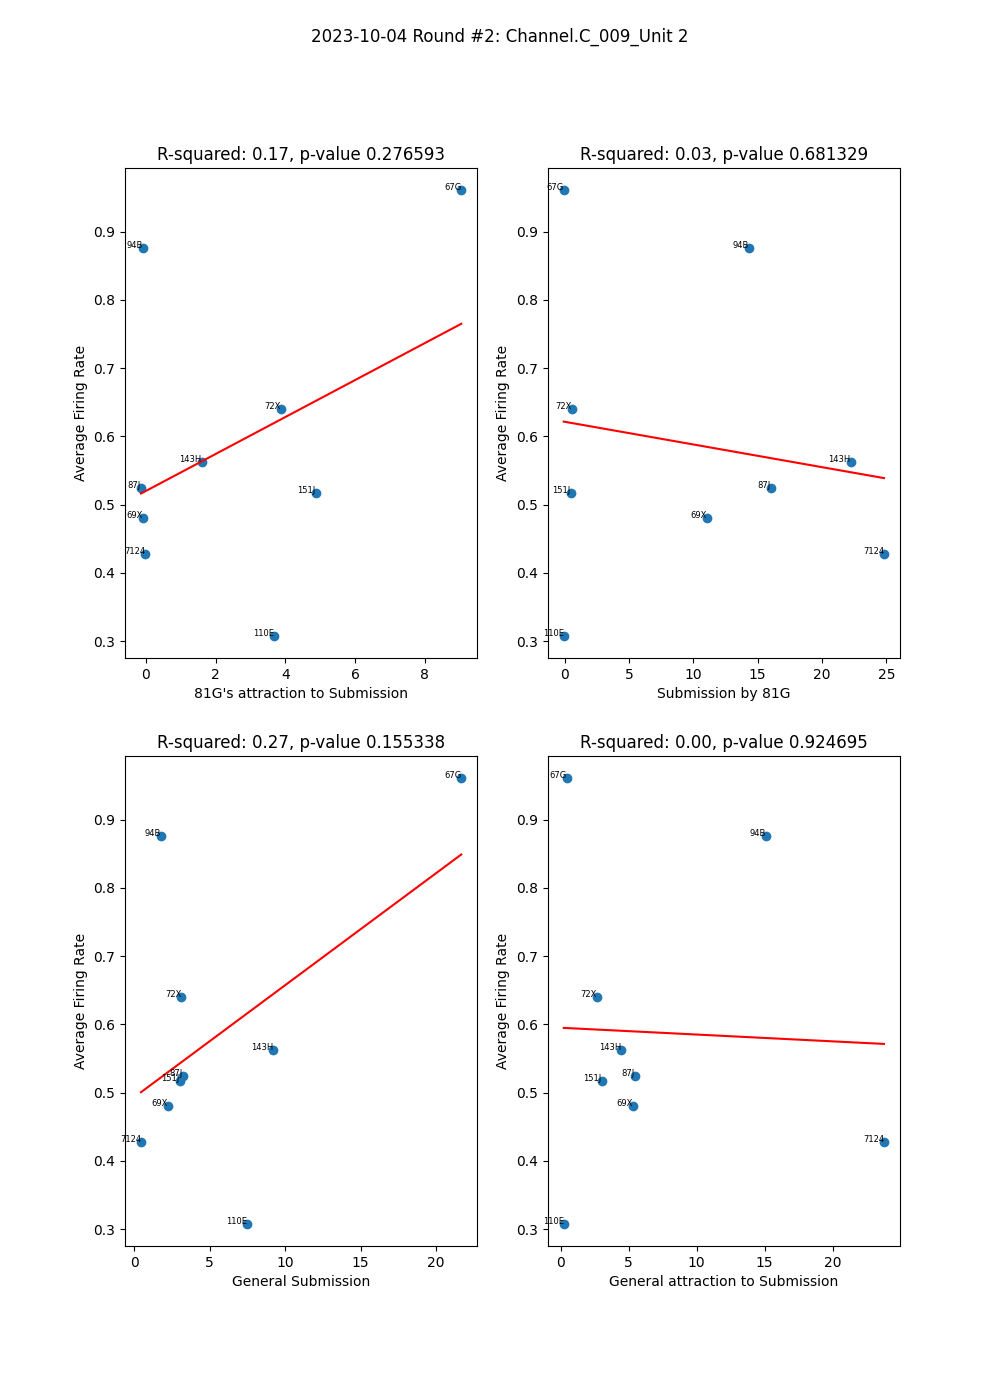 2023-10-04 Round #2: Channel.C_009_Unit 2
R-squared: 0.17, p-value 0.276593
67G
94B
72X
143H
87J
151J
69X
7124
110E
0.9
0.8
0.7
0.6
0.5
0.4
0.3
Average Firing Rate
0 2 4 6 8
81G's attraction to Submission
R-squared: 0.03, p-value 0.681329
67G
94B
72X
143H
87J
151J
69X
7124
110E
0.9
0.8
0.7
0.6
0.5
0.4
0.3
Average Firing Rate
0 5 10 15 20 25
Submission by 81G
R-squared: 0.27, p-value 0.155338
67G
94B
72X
143H
87J
151J
69X
7124
110E
0.9
0.8
0.7
0.6
0.5
0.4
0.3
Average Firing Rate
0 5 10 15 20
General Submission
R-squared: 0.00, p-value 0.924695
67G
94B
72X
143H
87J
151J
69X
7124
110E
0.9
0.8
0.7
0.6
0.5
0.4
0.3
Average Firing Rate
0 5 10 15 20
General attraction to Submission